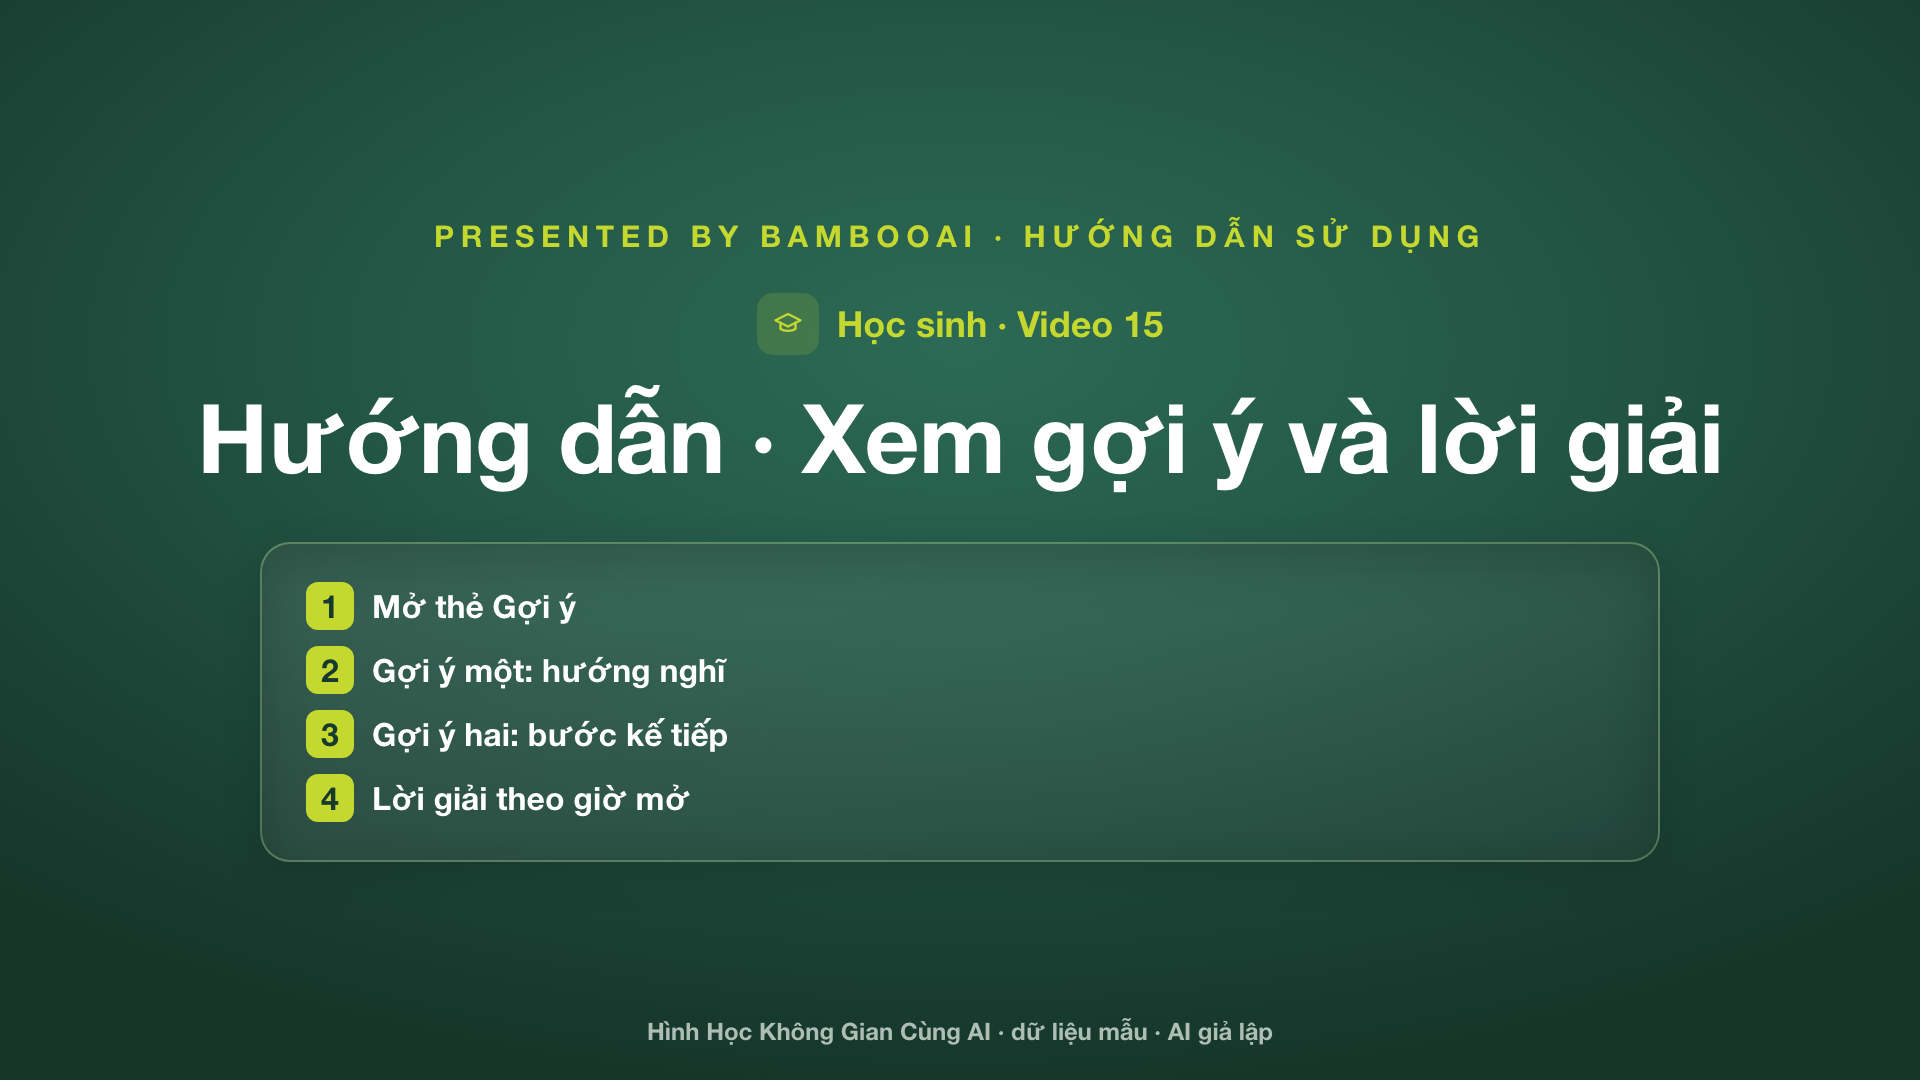 PRESENTED BY BAMBOOAI · HƯỚNG DẪN SỬ DỤNG
Học sinh · Video 15
Hướng dẫn · Xem gợi ý và lời giải
1 Mở thẻ Gợi ý
2 Gợi ý một: hướng nghĩ
3 Gợi ý hai: bước kế tiếp
4 Lời giải theo giờ mở
Hình Học Không Gian Cùng AI · dữ liệu mẫu · AI giả lập